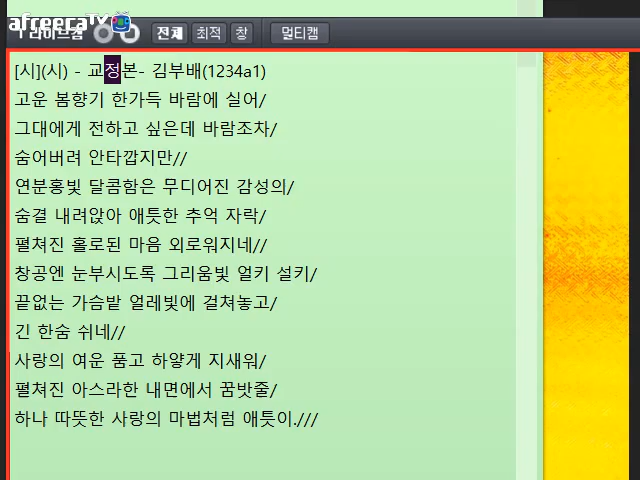 afreecaTV
라이브캠 전체 최적 창 멀티캠
[시](시) - 교정본- 김부배(1234a1)
고운 봄향기 한가득 바람에 실어/
그대에게 전하고 싶은데 바람조차/
숨어버려 안타깝지만//
연분홍빛 달콤함은 무디어진 감성의/
숨결 내려앉아 애틋한 추억 자락/
펼쳐진 홀로된 마음 외로워지네//
창공엔 눈부시도록 그리움빛 얼키 설키/
끝없는 가슴밭 얼레빛에 걸쳐놓고/
긴 한숨 쉬네//
사랑의 여운 품고 하얗게 지새워/
펼쳐진 아스라한 내면에서 꿈밧줄/
하나 따뜻한 사랑의 마법처럼 애틋이.///